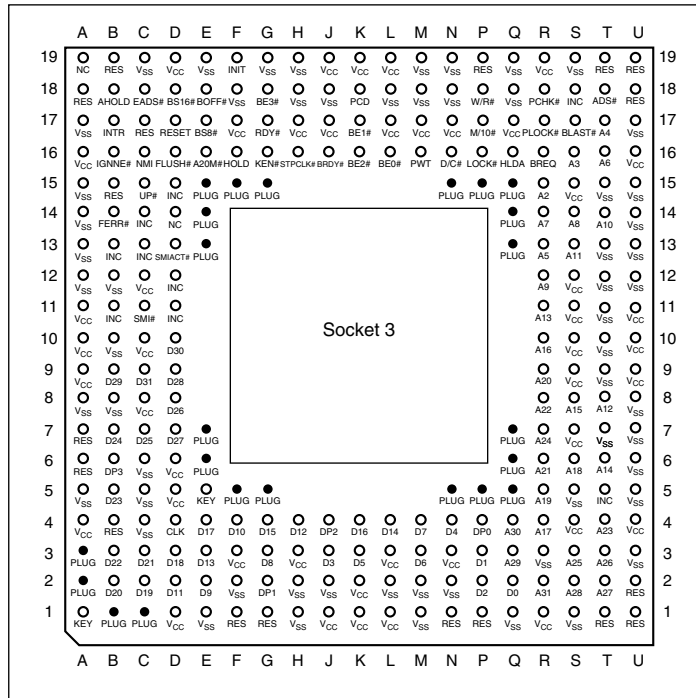 A B C D E F G H J K L M N P Q R S T U
19 19
NC RES VSS VCC VSS INIT VSS VSS VCC VCC VCC VSS VSS RES VSS VCC VSS RES RES
18 18
RES AHOLD EADS# BS16# BOFF# VSS BE3# VSS VSS PCD VSS VSS VSS W/R# VSS PCHK# INC ADS# RES
17 17
VSS INTR RES RESET BS8# VCC RDY# VCC VCC BE1# VCC VCC VCC M/10# VCC PLOCK# BLAST# A4 VSS
16 16
VCC IGNNE# NMI FLUSH# A20M# HOLD KEN# STPCLK# BRDY# BE2# BE0# PWT D/C# LOCK# HLDA BREQ A3 A6 VCC
15 15
VSS RES UP# INC PLUG PLUG PLUG PLUG PLUG PLUG A2 VCC VSS VSS
14 14
VSS FERR# INC NC PLUG PLUG A7 A8 A10 VSS
13 13
VSS INC INC SMIACT# PLUG PLUG A5 A11 VSS VSS
12 12
VSS VSS VCC INC A9 VCC VSS VSS
11 11
VCC INC SMI# INC A13 VCC VSS VCC
Socket 3
10 10
VCC VSS VCC D30 A16 VCC VSS VCC
9 9
VCC D29 D31 D28 A20 VCC VSS VCC
8 8
VSS VSS VCC D26 A22 A15 A12 VSS
7 7
RES D24 D25 D27 PLUG PLUG A24 VCC VSS VSS
6 6
RES DP3 VSS VCC PLUG PLUG A21 A18 A14 VSS
5 5
VSS D23 VSS VCC KEY PLUG PLUG PLUG PLUG PLUG A19 VSS INC VSS
4 4
VCC RES VSS CLK D17 D10 D15 D12 DP2 D16 D14 D7 D4 DP0 A30 A17 VCC A23 VCC
3 3
PLUG D22 D21 D18 D13 VCC D8 VCC D3 D5 VCC D6 VCC D1 A29 VSS A25 A26 VSS
2 2
PLUG D20 D19 D11 D9 VSS DP1 VSS VSS VCC VSS VSS VSS D2 D0 A31 A28 A27 RES
1 1
KEY PLUG PLUG VCC VSS RES RES VSS VCC VCC VCC VSS RES RES VSS VCC VSS RES RES
A B C D E F G H J K L M N P Q R S T U